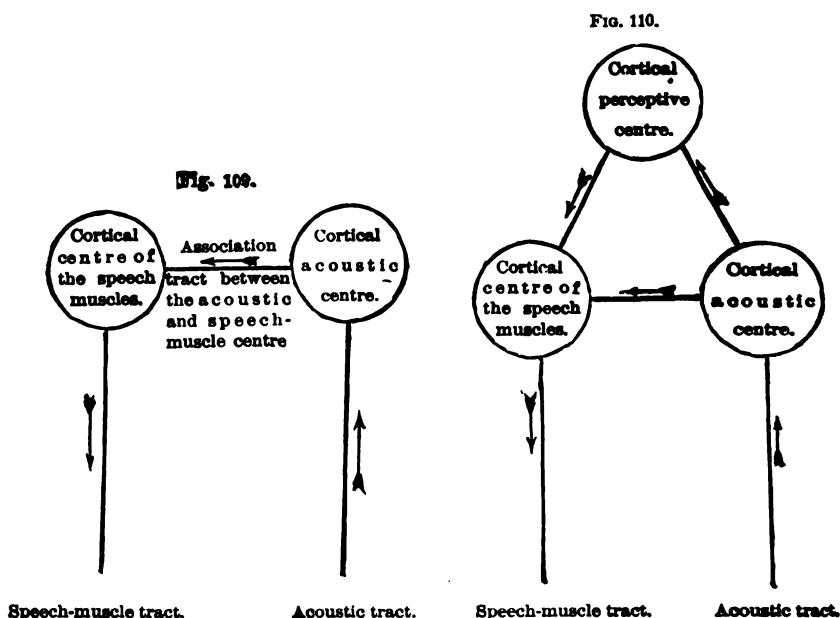 Fig. 109.
Cortical
centre of
the speech
muscles.
Association
tract between
the acoustic
and speech-
muscle centre
Cortical
acoustic
centre.
Speech-muscle tract.
Acoustic tract.
FIG. 110.
Cortical
perceptive
centre.
Cortical
centre of
the speech
muscles.
Cortical
acoustic
centre.
Speech-muscle tract.
Acoustic tract.